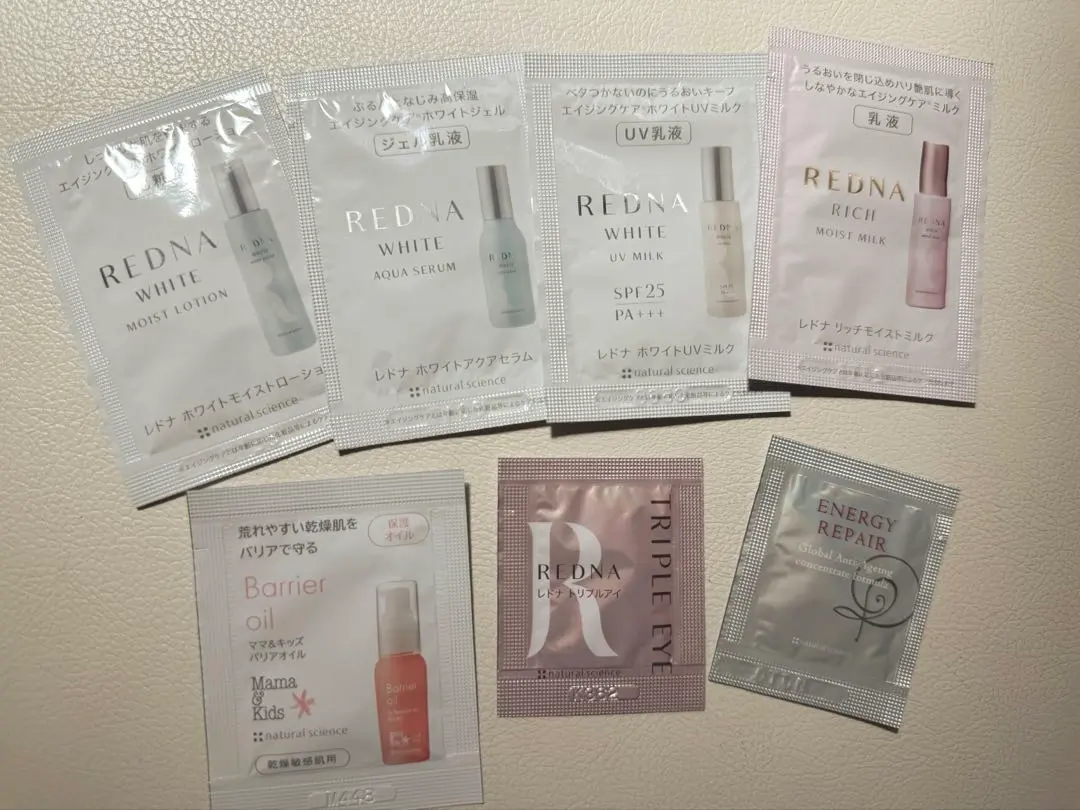 エイジング
ホワイト
REDNA
WHITE
MOIST LOTION
REDNA
レドナ ホワイトモイストローショ
natural science
なじみ高保湿
エイジングケア*ホワイトジェル
ジェル乳液
REDNA
WHITE
AQUA SERUM
レドナ ホワイトアクアセラム
natural science
ベタつかないのにうるおいキープ
エイジングケア*ホワイトUVミルク
UV乳液
REDNA
WHITE
UV MILK
SPF25
PA+++
REDNA
レドナ ホワイトUVミルク
natural science
うるおいを閉じ込めハリ艶肌に導く
しなやかなエイジングケア*ミルク
乳液
REDNA
RICH
MOIST MILK
REDNA
レドナ リッチモイストミルク
natural science
荒れやすい乾燥肌を
バリアで守る
保護
オイル
Barrier
oil
ママ&キッズ
バリアオイル
Mama
&
Kids
natural science
乾燥敏感肌用
Barrier
oil
M448
R
REDNA
レドナ トリプルアイ
TRIPLE EYE
natural science
K382
ENERGY
REPAIR
Global Anti-Ageing
concentrate formula